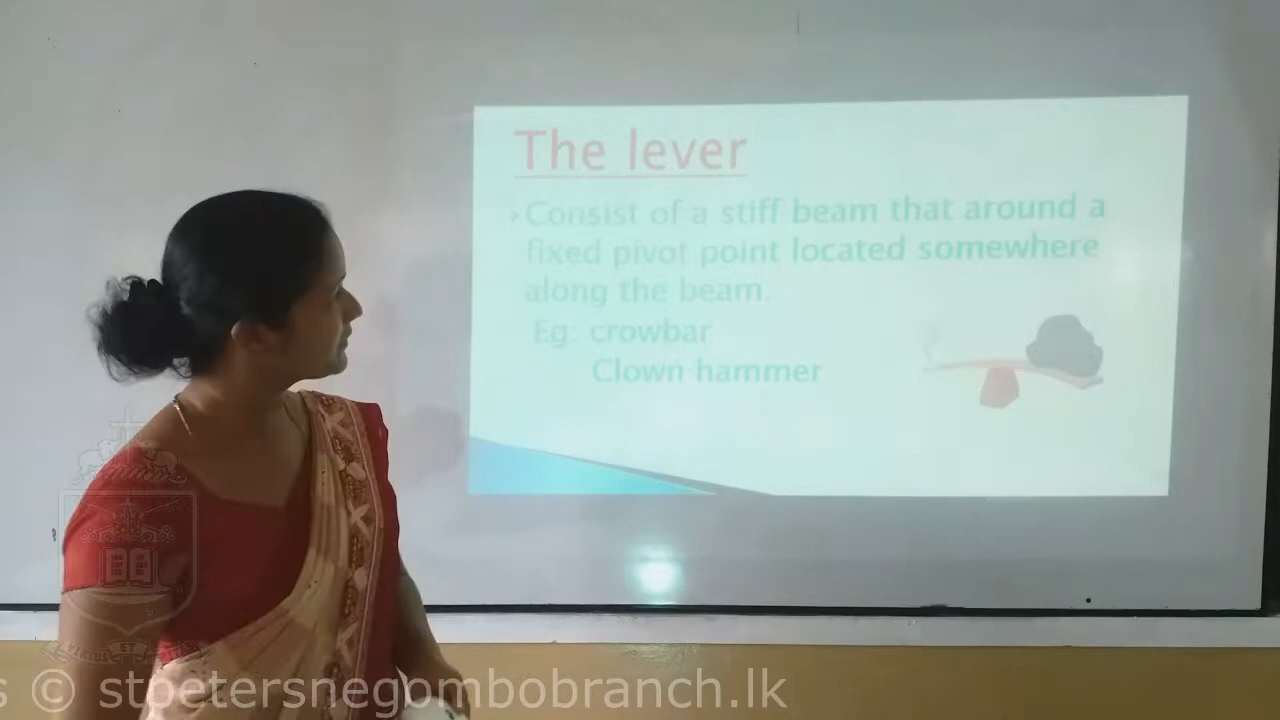 The lever
Consist of a stiff beam that around a
fixed pivot point located somewhere
along the beam.
Eg: crowbar
Clown hammer
s © stpetersnegombobranch.lk